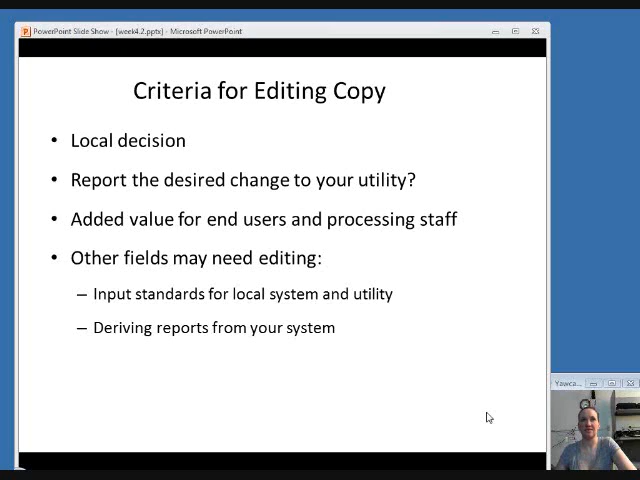 PowerPoint Slide Show - [week4.2.pptx] - Microsoft PowerPoint
Criteria for Editing Copy
• Local decision
• Report the desired change to your utility?
• Added value for end users and processing staff
• Other fields may need editing:
– Input standards for local system and utility
– Deriving reports from your system
Yawca...